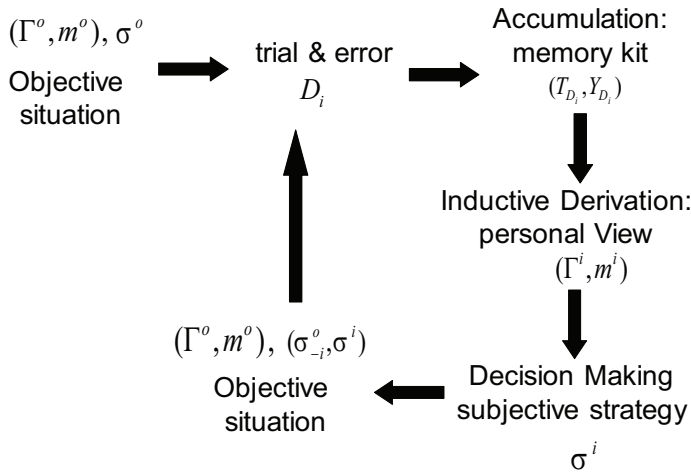 (Γ^o, m^o), σ^o
Objective
situation
trial & error
D_i
Accumulation:
memory kit
(T_{D_i}, Y_{D_i})
Inductive Derivation:
personal View
(Γ^i, m^i)
Decision Making
subjective strategy
σ^i
(Γ^o, m^o), (σ^o_{-i}, σ^i)
Objective
situation